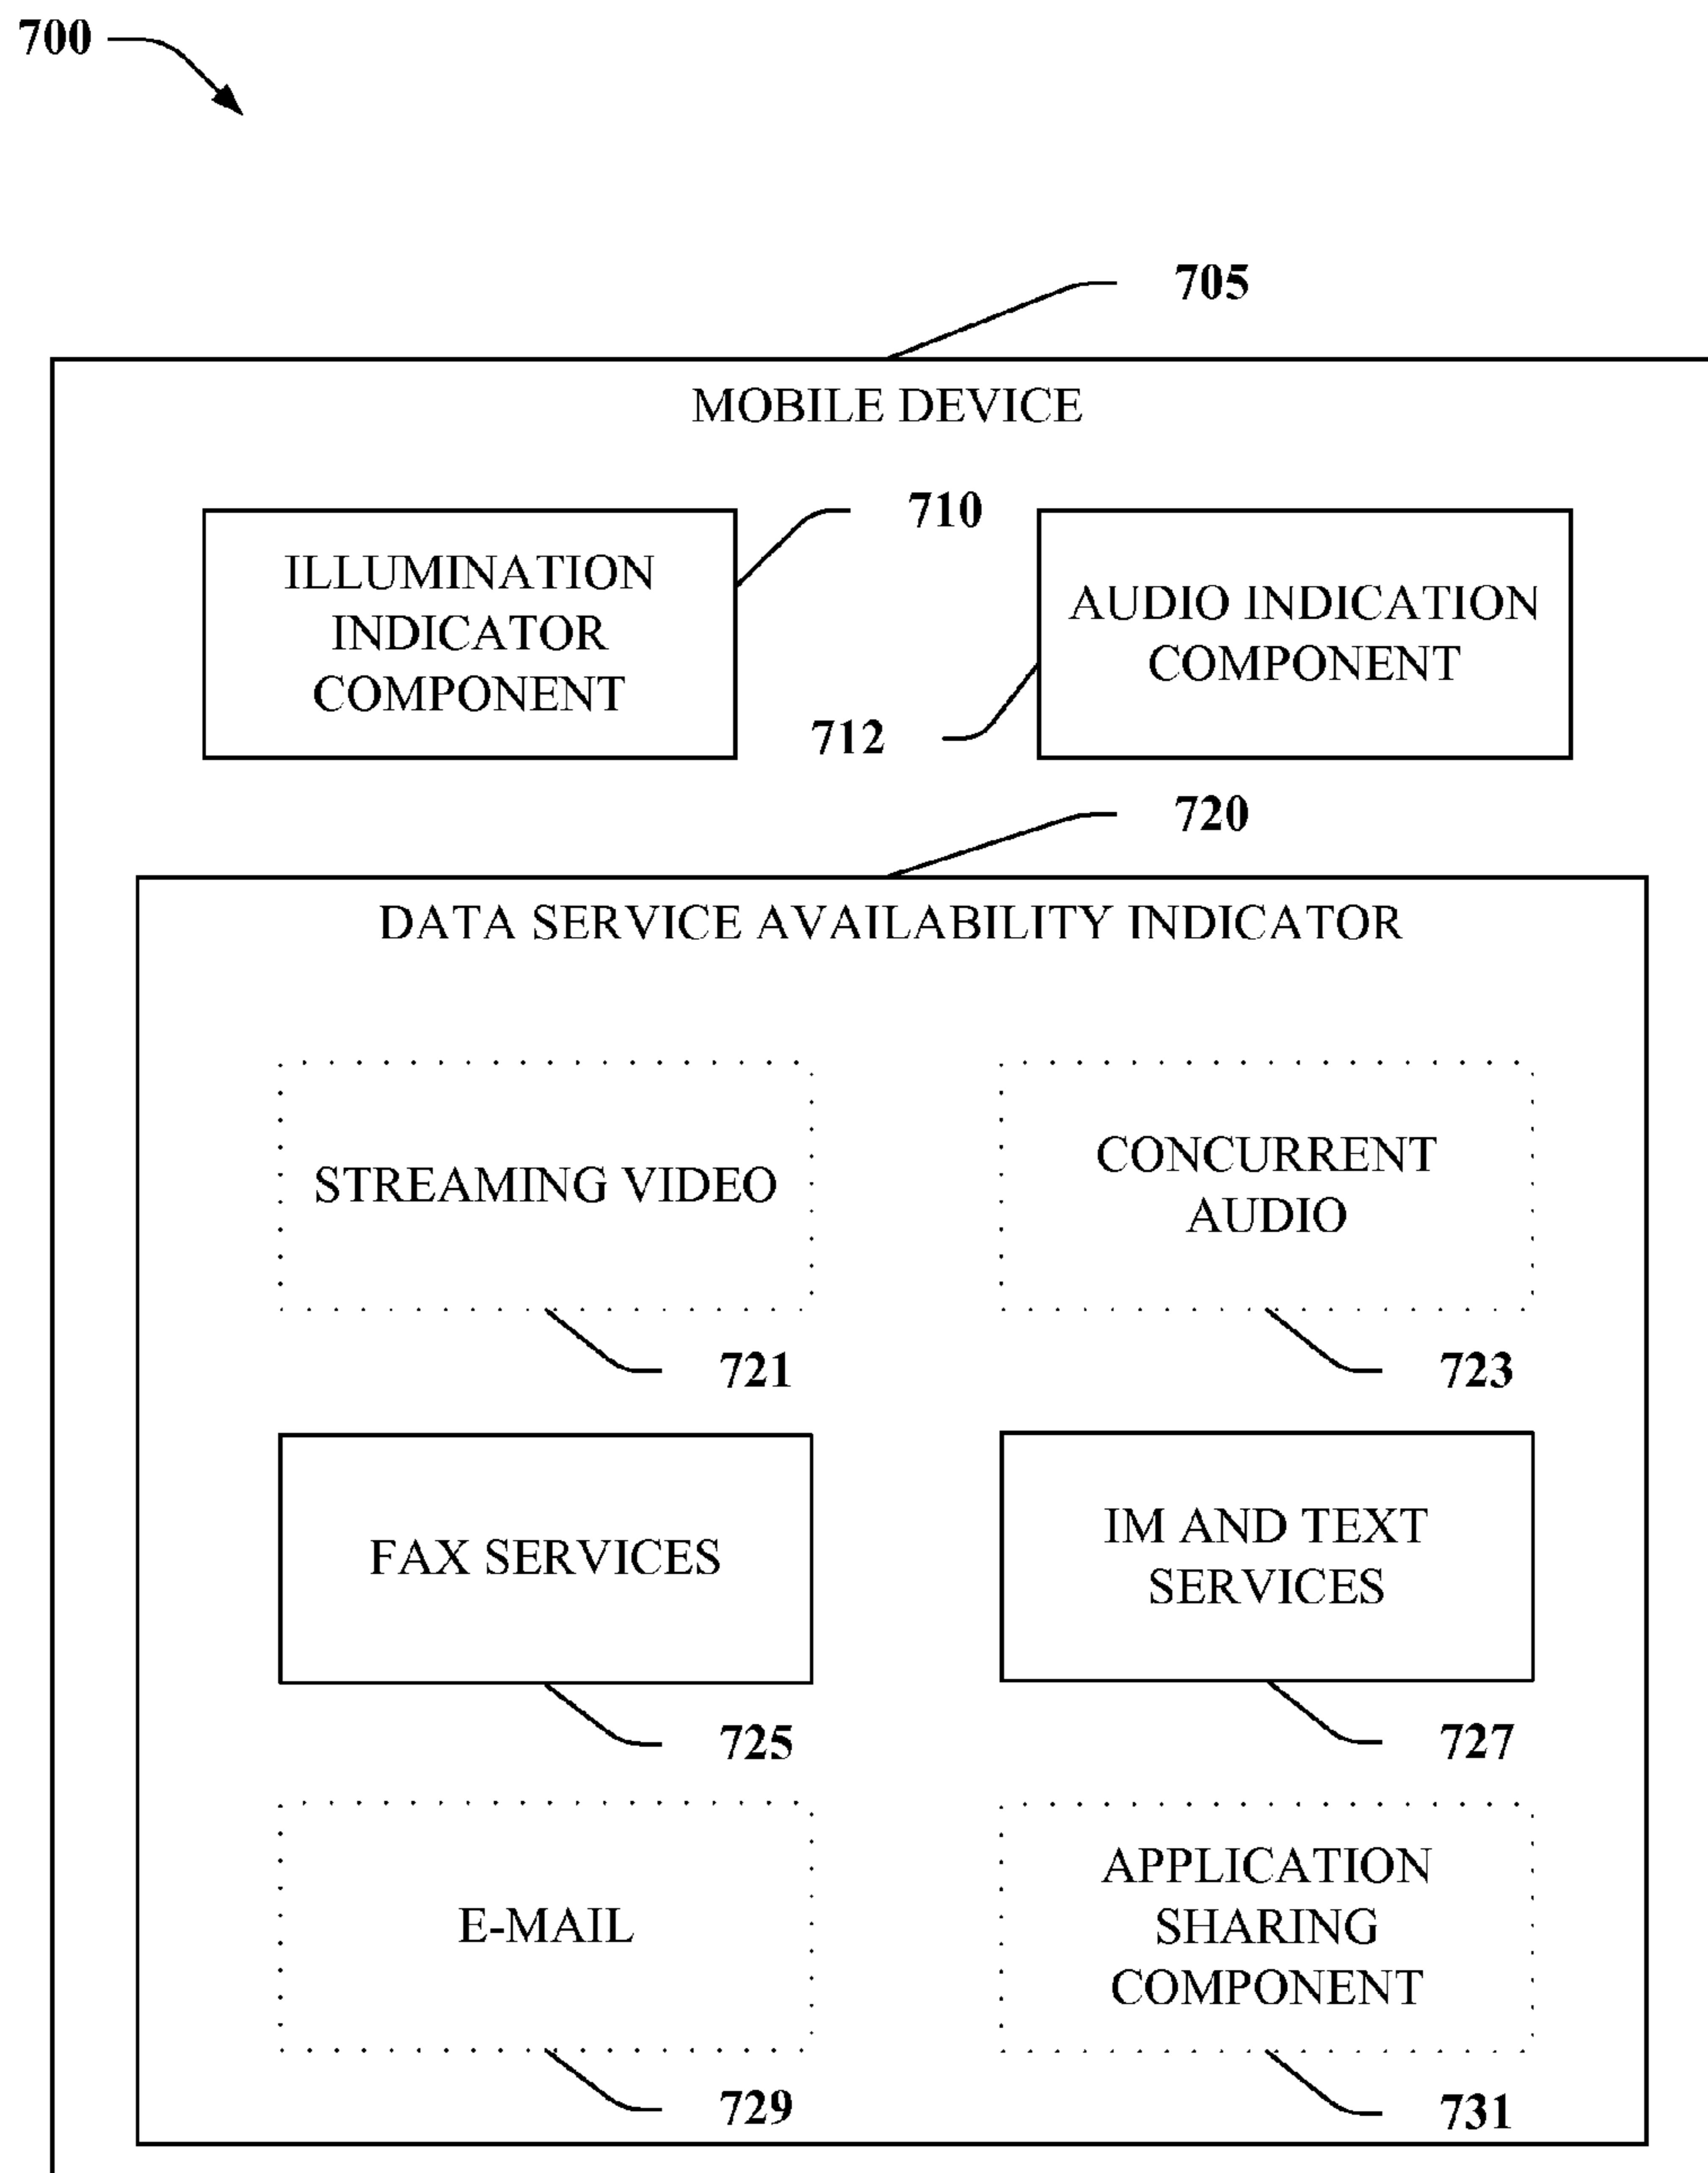 700
705
MOBILE DEVICE
710
ILLUMINATION
INDICATOR
COMPONENT
AUDIO INDICATION
COMPONENT
712
720
DATA SERVICE AVAILABILITY INDICATOR
STREAMING VIDEO
CONCURRENT
AUDIO
721
723
FAX SERVICES
IM AND TEXT
SERVICES
725
727
E-MAIL
APPLICATION
SHARING
COMPONENT
729
731